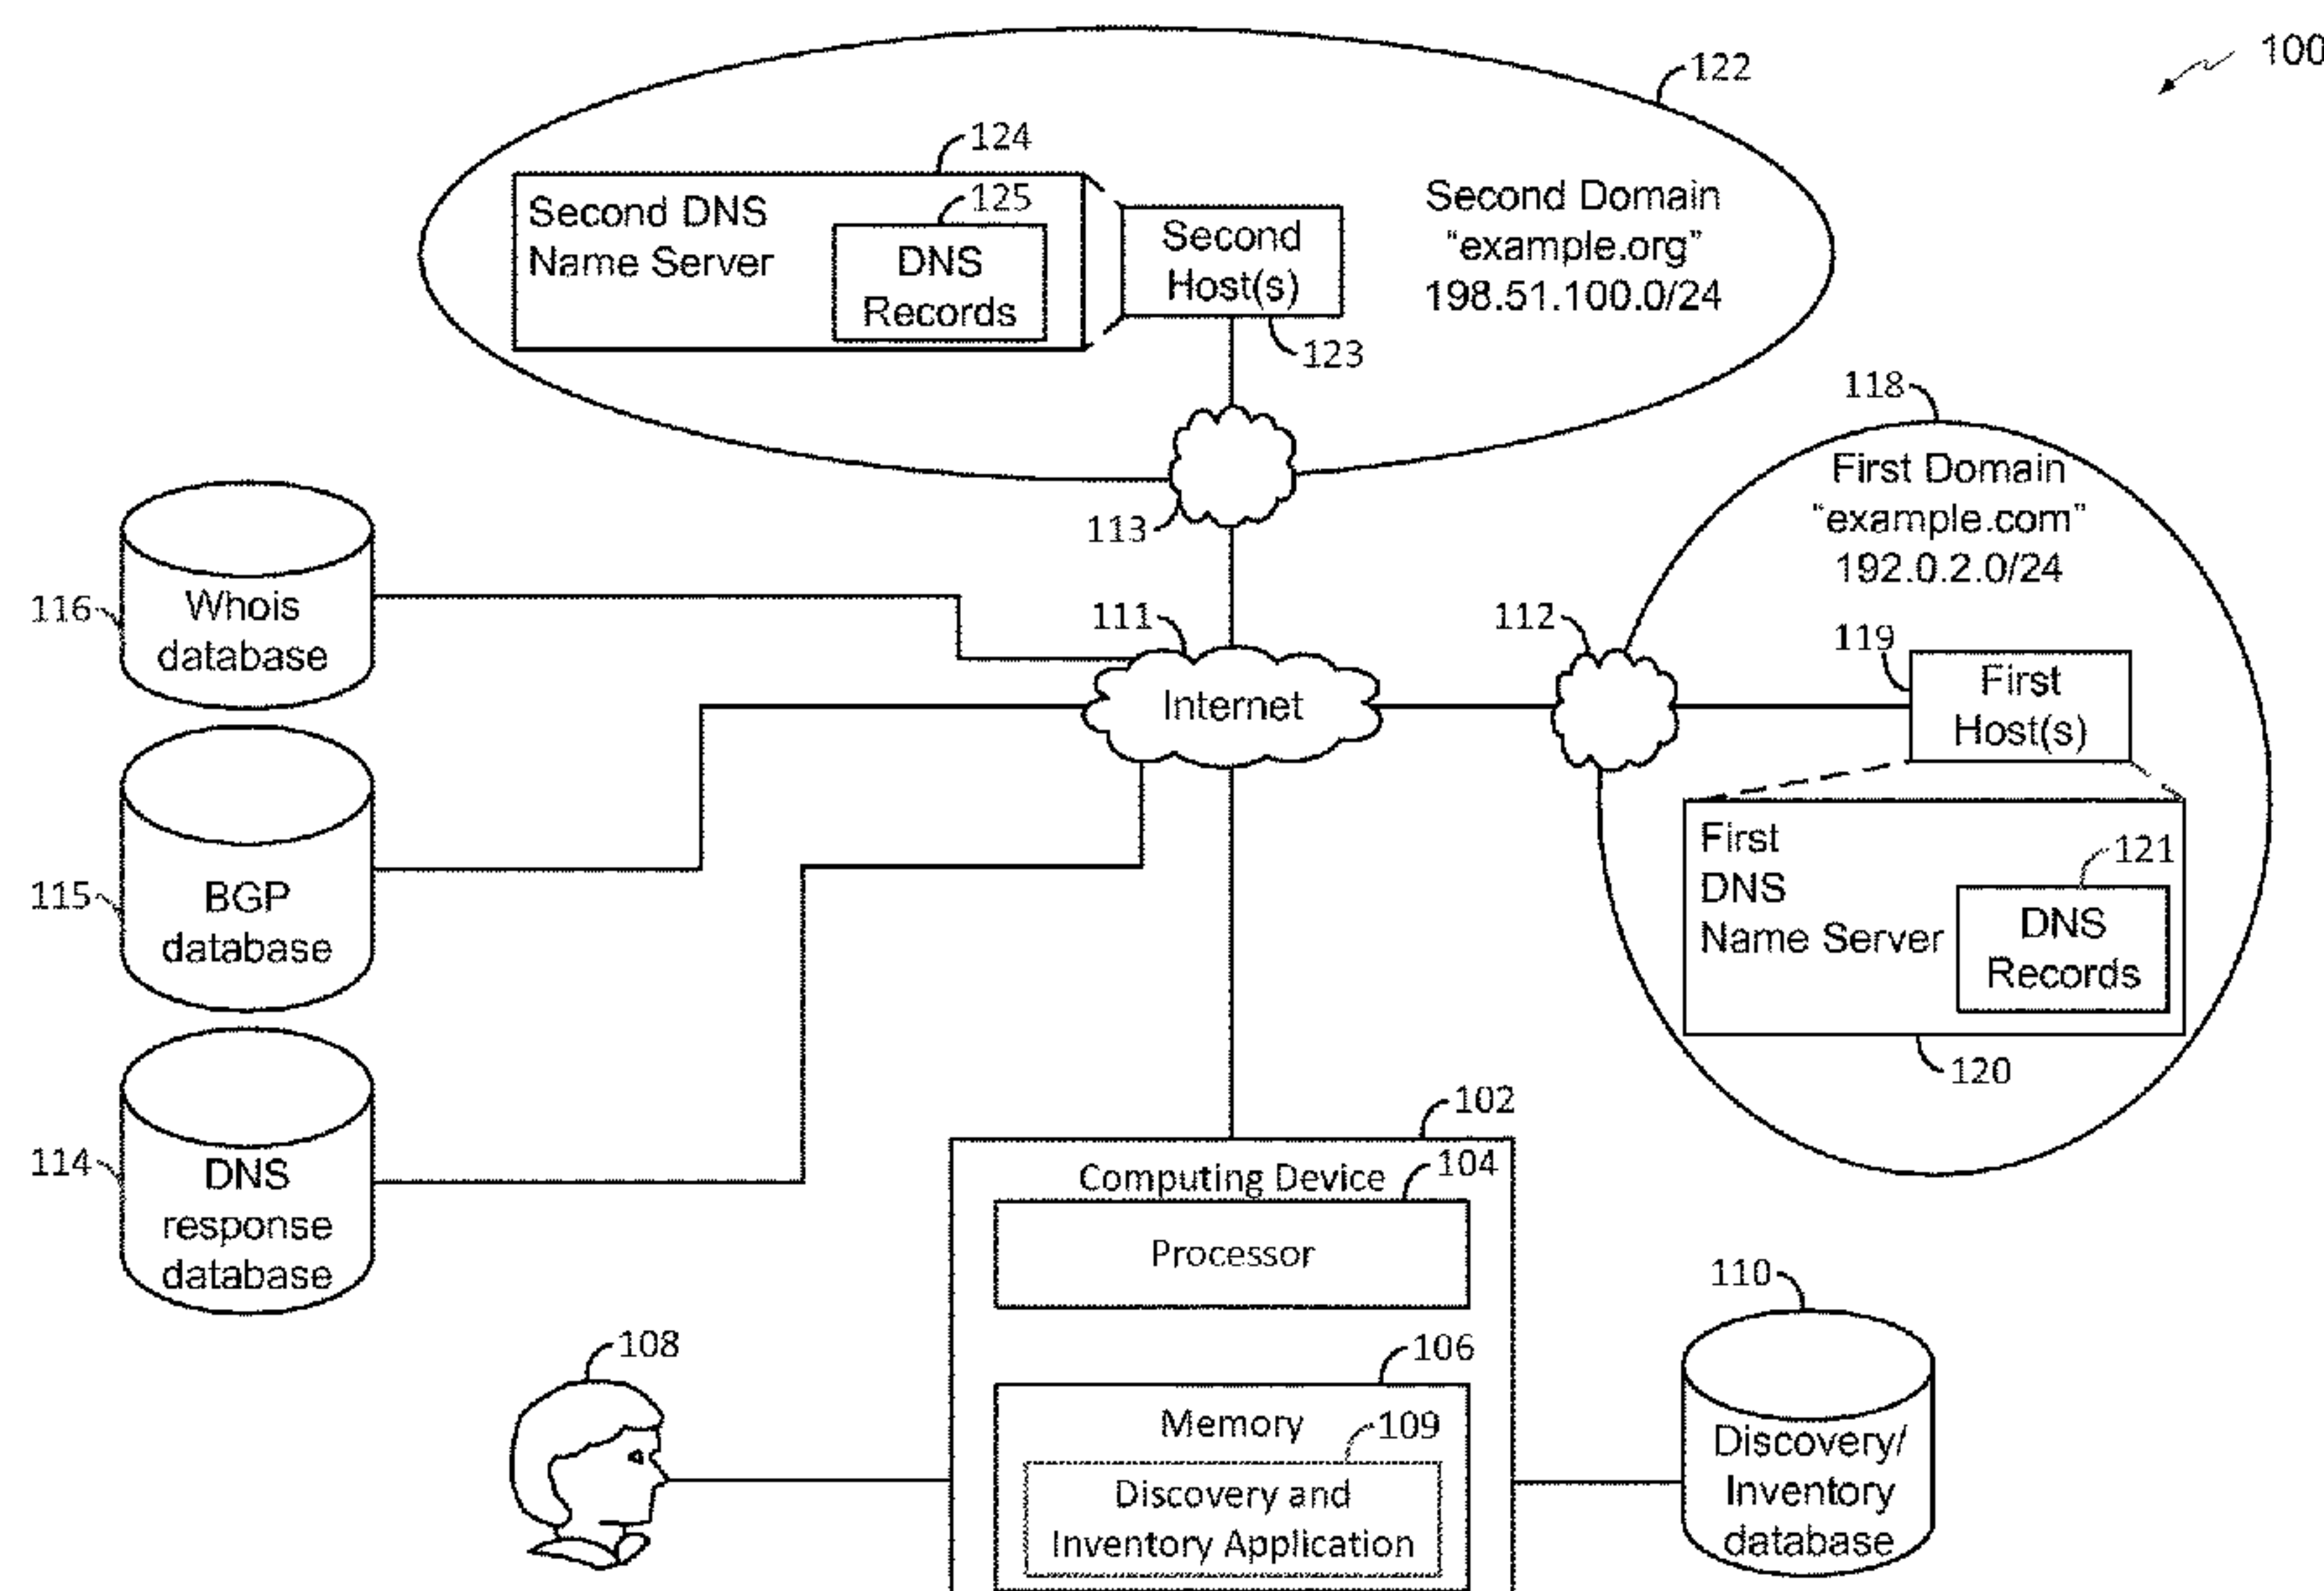 100
122
124
125
Second DNS
Name Server
DNS
Records
Second
Host(s)
123
Second Domain
“example.org”
198.51.100.0/24
113
118
First Domain
“example.com”
192.0.2.0/24
116
Whois
database
111
Internet
112
119
First
Host(s)
First
DNS
Name Server
121
DNS
Records
120
115
BGP
database
114
DNS
response
database
102
Computing Device
104
Processor
106
Memory
109
Discovery and
Inventory Application
108
110
Discovery/
Inventory
database